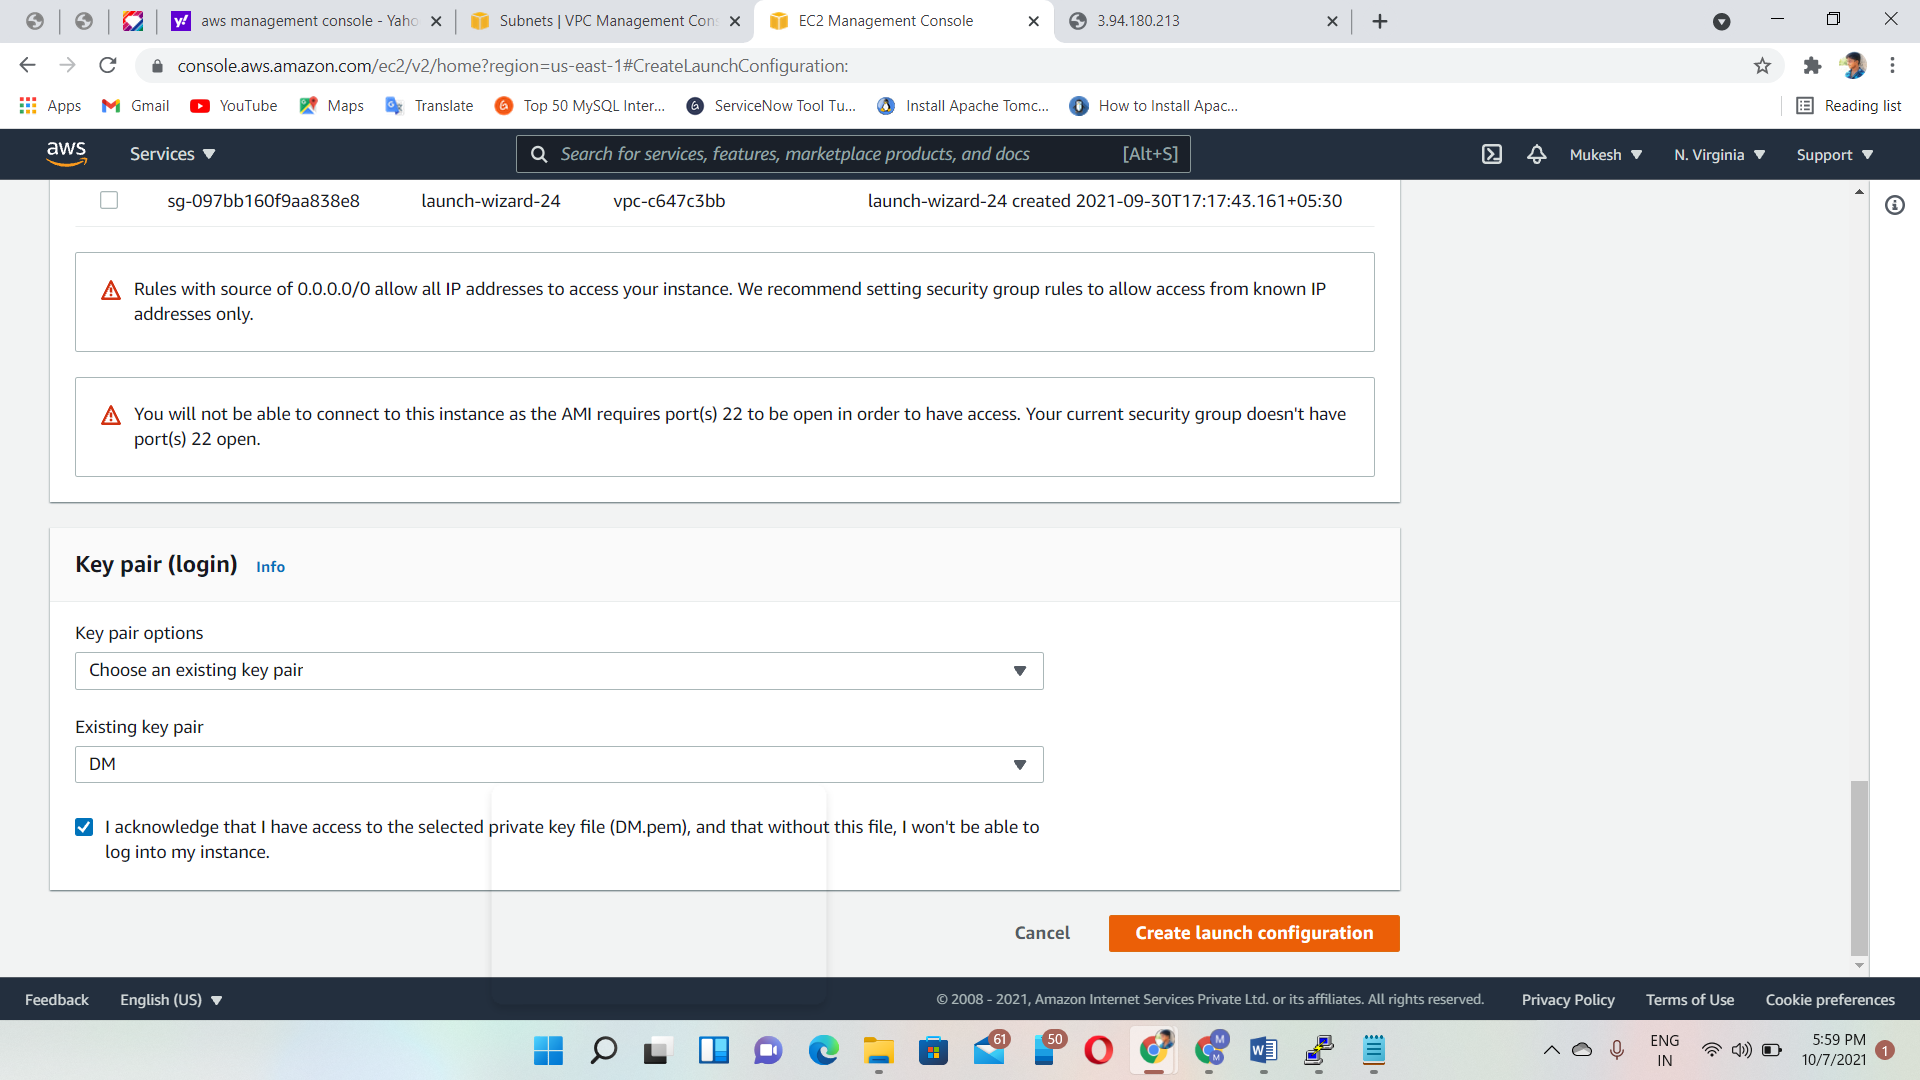 aws management console - Yaho
Subnets | VPC Management Con
EC2 Management Console
3.94.180.213
console.aws.amazon.com/ec2/v2/home?region=us-east-1#CreateLaunchConfiguration:
Apps
Gmail
YouTube
Maps
Translate
Top 50 MySQL Inter...
ServiceNow Tool Tu...
Install Apache Tomc...
How to Install Apac...
Reading list
aws
Services
Search for services, features, marketplace products, and docs
[Alt+S]
Mukesh
N. Virginia
Support
sg-097bb160f9aa838e8
launch-wizard-24
vpc-c647c3bb
launch-wizard-24 created 2021-09-30T17:17:43.161+05:30
Rules with source of 0.0.0.0/0 allow all IP addresses to access your instance. We recommend setting security group rules to allow access from known IP
addresses only.
You will not be able to connect to this instance as the AMI requires port(s) 22 to be open in order to have access. Your current security group doesn't have
port(s) 22 open.
Key pair (login)
Info
Key pair options
Choose an existing key pair
Existing key pair
DM
I acknowledge that I have access to the selected private key file (DM.pem), and that without this file, I won't be able to
log into my instance.
Cancel
Create launch configuration
Feedback
English (US)
© 2008 - 2021, Amazon Internet Services Private Ltd. or its affiliates. All rights reserved.
Privacy Policy
Terms of Use
Cookie preferences
61
50
M
M
ENG
IN
5:59 PM
10/7/2021
1